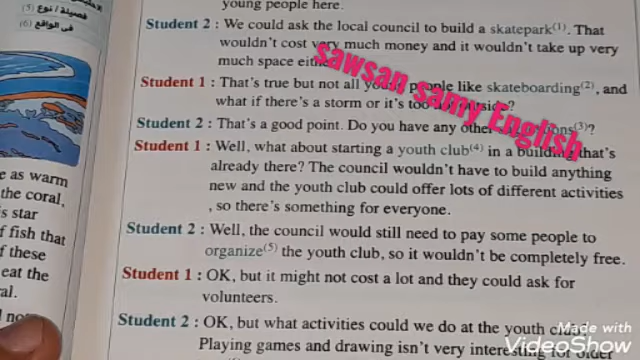 فصيلة / نوع (5)
فى الواقع (6)
young people here.
Student 2 : We could ask the local council to build a skatepark(1). That
wouldn't cost very much money and it wouldn't take up very
much space
Student 1 : That's true but not all people like skateboarding(2), and
what if there's a storm or it's too
Student 2 : That's a good point. Do you have any other (3)?
Student 1 : Well, what about starting a youth club(4) in a building that's
already there? The council wouldn't have to build anything
new and the youth club could offer lots of different activities
, so there's something for everyone.
Student 2 : Well, the council would still need to pay some people to
organize(5) the youth club, so it wouldn't be completely free.
Student 1 : OK, but it might not cost a lot and they could ask for
volunteers.
Student 2 : OK, but what activities could we do at the youth
Playing games and drawing isn't very interesting for older
e as warm
the coral,
s star
f fish that
f these
eat the
al.
sawsan samy English
Made with
VideoShow